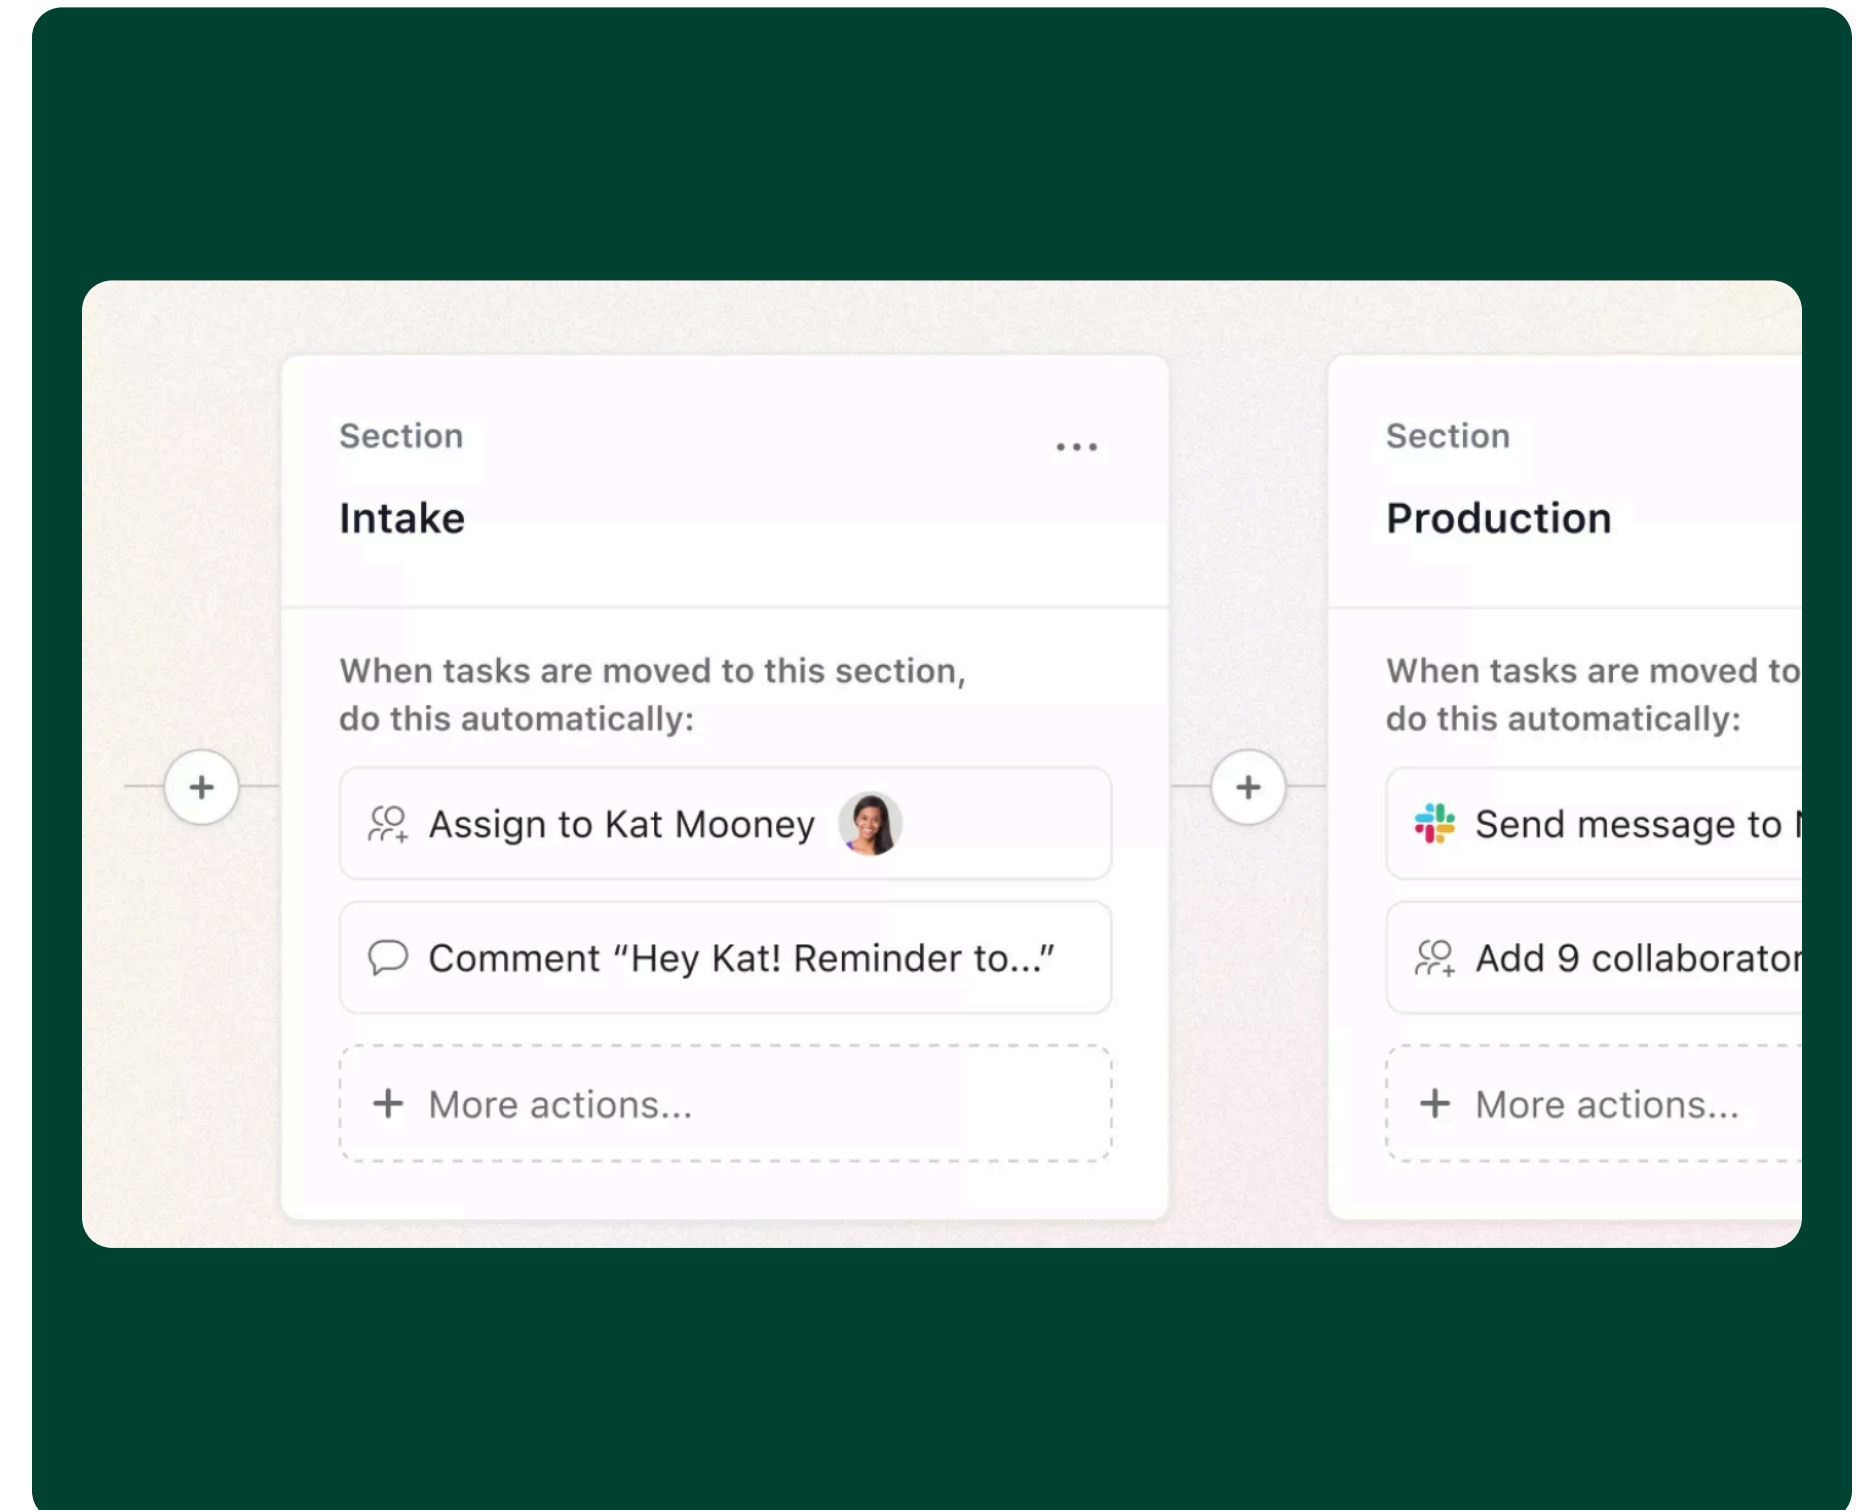 Section
Intake
When tasks are moved to this section,
do this automatically:
Assign to Kat Mooney
Comment “Hey Kat! Reminder to...”
+ More actions...
Section
Production
When tasks are moved to
do this automatically:
Send message to
Add 9 collaborator
+ More actions...